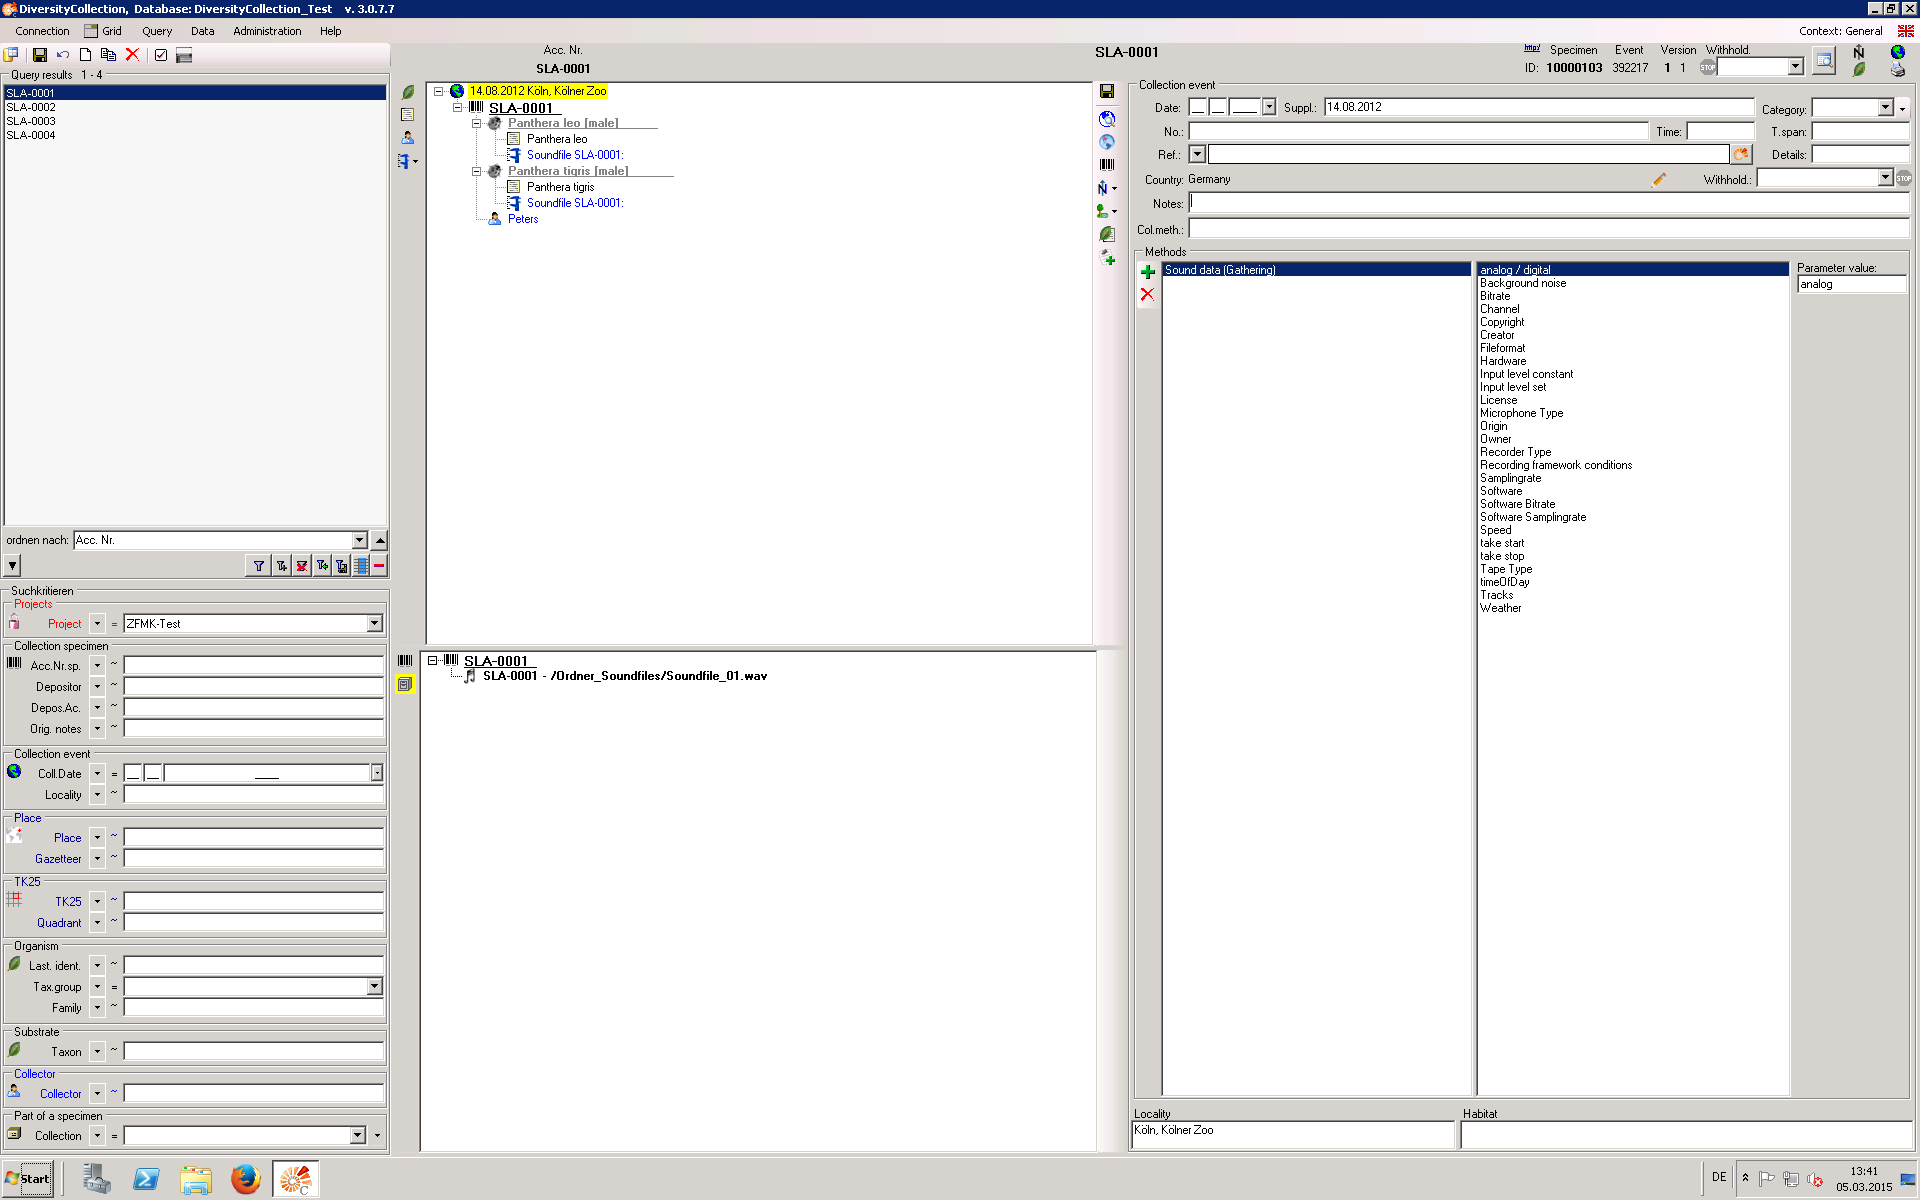 DiversityCollection, Database: DiversityCollection_Test v. 3.0.7.7
Connection Grid Query Data Administration Help
Context: General
Query results 1 - 4
SLA-0001
SLA-0002
SLA-0003
SLA-0004
ordnen nach: Acc. Nr.
Suchkriterien
Projects
Project = ZFMK-Test
Collection specimen
Acc.Nr.sp. ~
Depositor ~
Depos.Ac. ~
Orig. notes ~
Collection event
Coll.Date = __ __ ____
Locality ~
Place
Place ~
Gazetteer ~
TK25
TK25 ~
Quadrant ~
Organism
Last. ident. ~
Tax.group =
Family ~
Substrate
Taxon ~
Collector
Collector ~
Part of a specimen
Collection =
Acc. Nr.
SLA-0001
SLA-0001
http:/ Specimen Event Version Withhold.
ID: 10000103 392217 1 1 STOP
14.08.2012 Köln, Kölner Zoo
SLA-0001
Panthera leo [male]
Panthera leo
Soundfile SLA-0001:
Panthera tigris [male]
Panthera tigris
Soundfile SLA-0001:
Peters
SLA-0001
SLA-0001 - /Ordner_Soundfiles/Soundfile_01.wav
Collection event
Date: __ __ ____ Suppl.: 14.08.2012 Category:
No.: Time: T.span:
Ref.: Details:
Country: Germany Withhold.: STOP
Notes:
Col.meth.:
Methods
Sound data (Gathering)
analog / digital
Background noise
Bitrate
Channel
Copyright
Creator
Fileformat
Hardware
Input level constant
Input level set
License
Microphone Type
Origin
Owner
Recorder Type
Recording framework conditions
Samplingrate
Software
Software Bitrate
Software Samplingrate
Speed
take start
take stop
Tape Type
timeOfDay
Tracks
Weather
Parameter value:
analog
Locality
Köln, Kölner Zoo
Habitat
Start
DE
13:41
05.03.2015